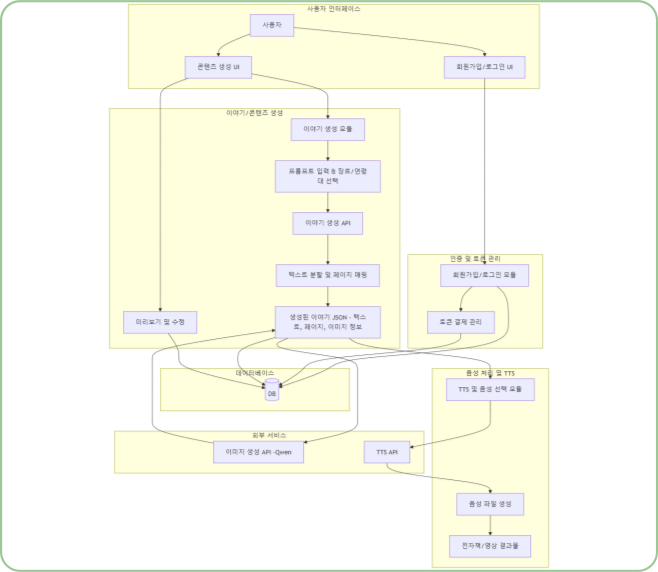 사용자 인터페이스
사용자
콘텐츠 생성 UI
회원가입/로그인 UI
이야기/콘텐츠 생성
이야기 생성 모듈
프롬프트 입력 & 장르/연령
대 선택
이야기 생성 API
텍스트 분할 및 페이지 매핑
생성된 이야기 JSON - 텍스
트, 페이지, 이미지 정보
미리보기 및 수정
인증 및 토큰 관리
회원가입/로그인 모듈
토큰 결제 관리
데이터베이스
DB
음성 처리 및 TTS
TTS 및 음성 선택 모듈
외부 서비스
이미지 생성 API -Qwen
TTS API
음성 파일 생성
전자책/영상 결과물